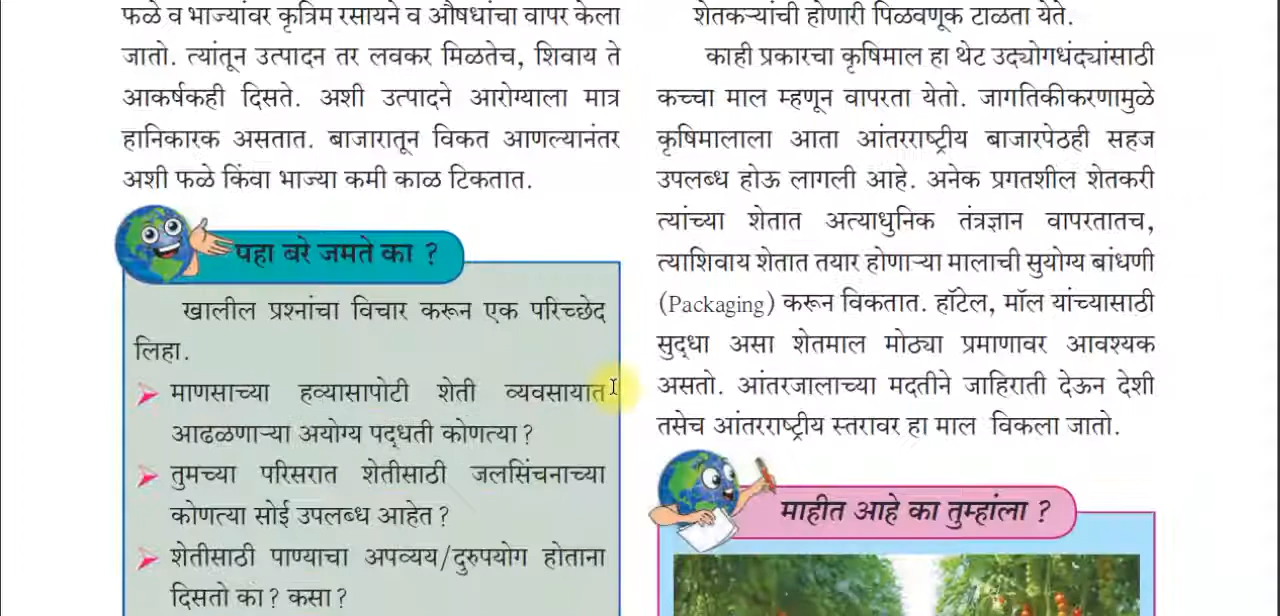 फळे व भाज्यांवर कृत्रिम रसायने व औषधांचा वापर केला
जातो. त्यांतून उत्पादन तर लवकर मिळतेच, शिवाय ते
आकर्षकही दिसते. अशी उत्पादने आरोग्याला मात्र
हानिकारक असतात. बाजारातून विकत आणल्यानंतर
अशी फळे किंवा भाज्या कमी काळ टिकतात.
पहा बरे जमते का ?
खालील प्रश्नांचा विचार करून एक परिच्छेद
लिहा.
माणसाच्या हव्यासापोटी शेती व्यवसायात
आढळणाऱ्या अयोग्य पद्धती कोणत्या ?
तुमच्या परिसरात शेतीसाठी जलसिंचनाच्या
कोणत्या सोई उपलब्ध आहेत ?
शेतीसाठी पाण्याचा अपव्यय/दुरुपयोग होताना
दिसतो का? कसा?
शेतकऱ्यांची होणारी पिळवणूक टाळता येते.
काही प्रकारचा कृषिमाल हा थेट उद्योगधंद्यांसाठी
कच्चा माल म्हणून वापरता येतो. जागतिकीकरणामुळे
कृषिमालाला आता आंतरराष्ट्रीय बाजारपेठही सहज
उपलब्ध होऊ लागली आहे. अनेक प्रगतशील शेतकरी
त्यांच्या शेतात अत्याधुनिक तंत्रज्ञान वापरतातच,
त्याशिवाय शेतात तयार होणाऱ्या मालाची सुयोग्य बांधणी
(Packaging) करून विकतात. हॉटेल, मॉल यांच्यासाठी
सुद्धा असा शेतमाल मोठ्या प्रमाणावर आवश्यक
असतो. आंतरजालाच्या मदतीने जाहिराती देऊन देशी
तसेच आंतरराष्ट्रीय स्तरावर हा माल विकला जातो.
माहीत आहे का तुम्हांला ?